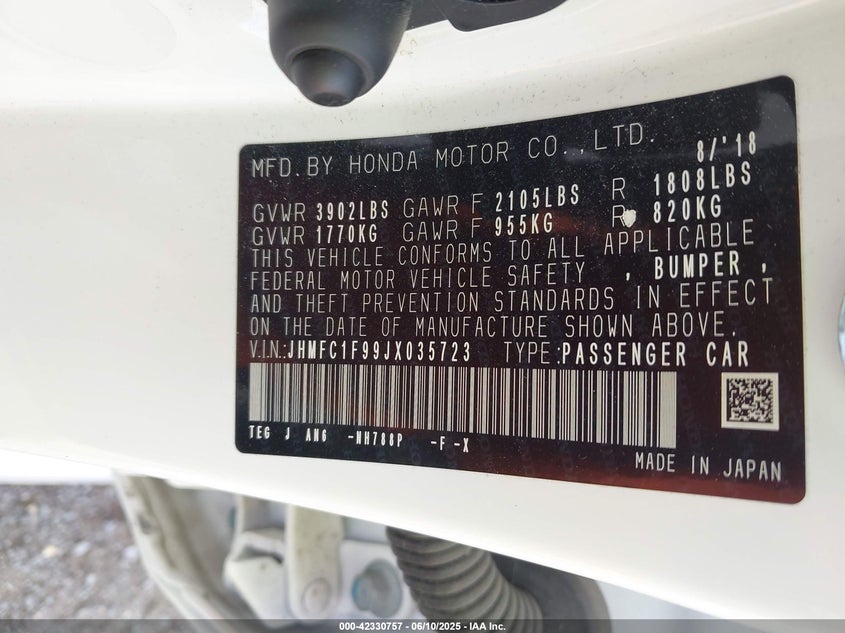 MFD. BY HONDA MOTOR CO., LTD. 8/'18
GVWR 3902LBS GAWR F 2105LBS R 1808LBS
GVWR 1770KG GAWR F 955KG R 820KG
THIS VEHICLE CONFORMS TO ALL APPLICABLE
FEDERAL MOTOR VEHICLE SAFETY , BUMPER ,
AND THEFT PREVENTION STANDARDS IN EFFECT
ON THE DATE OF MANUFACTURE SHOWN ABOVE.
V.I.N.:JHMFC1F99JX035723 TYPE:PASSENGER CAR
TEG J AN6 -NH788P -F -X
MADE IN JAPAN
000-42330757 - 06/10/2025 - IAA Inc.